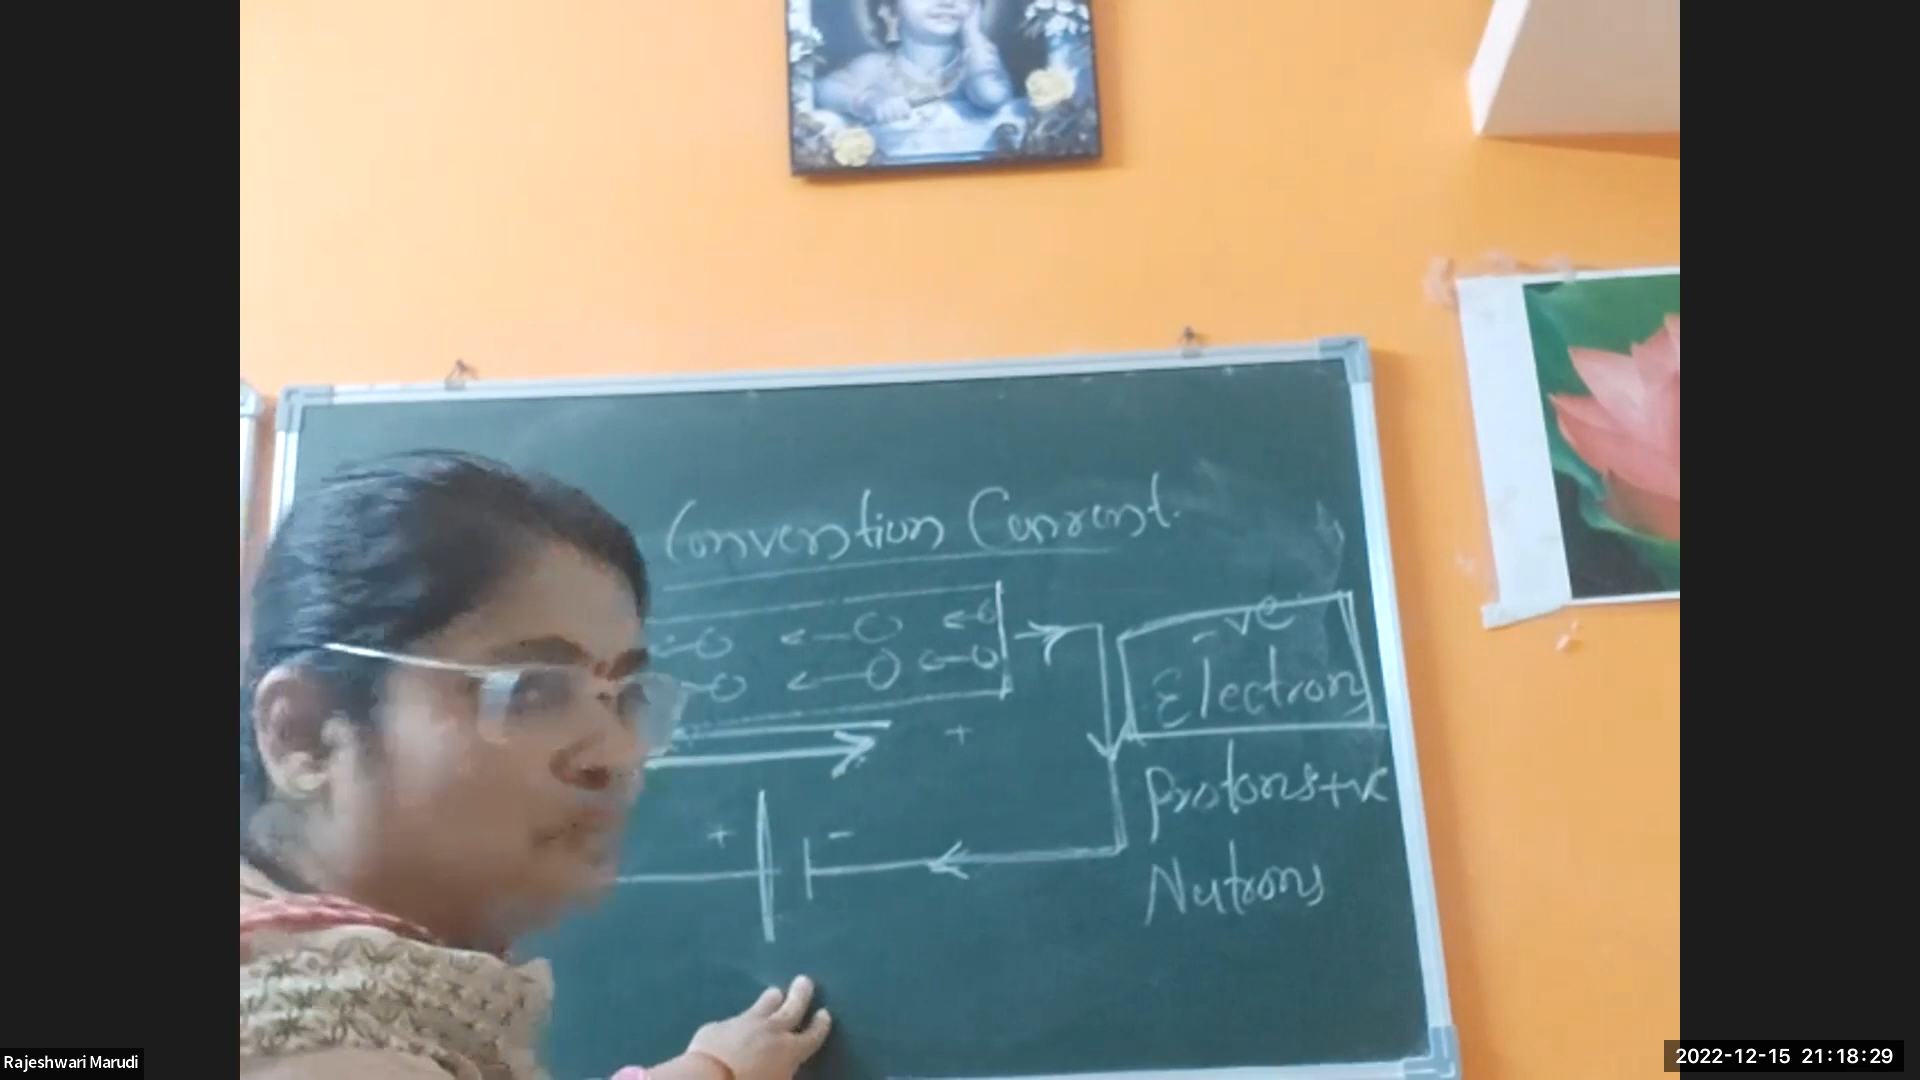 Convention Current.
-ve
Electron
+
Protons +ve
+ -
Nutrons
Rajeshwari Marudi
2022-12-15 21:18:29